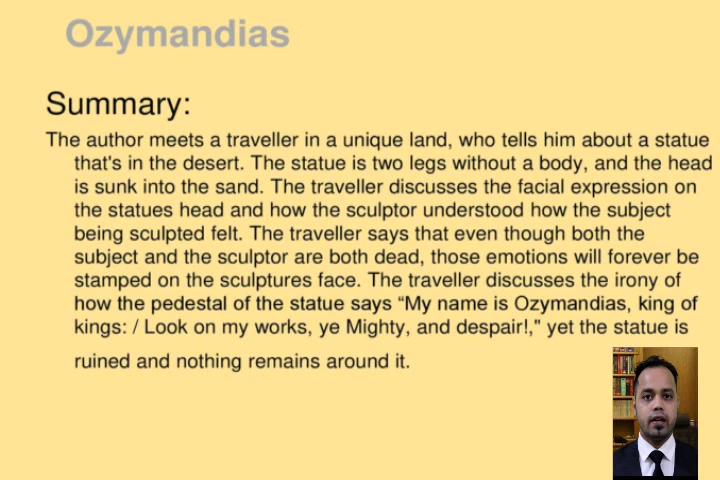 Ozymandias
Summary:
The author meets a traveller in a unique land, who tells him about a statue
that's in the desert. The statue is two legs without a body, and the head
is sunk into the sand. The traveller discusses the facial expression on
the statues head and how the sculptor understood how the subject
being sculpted felt. The traveller says that even though both the
subject and the sculptor are both dead, those emotions will forever be
stamped on the sculptures face. The traveller discusses the irony of
how the pedestal of the statue says “My name is Ozymandias, king of
kings: / Look on my works, ye Mighty, and despair!," yet the statue is
ruined and nothing remains around it.